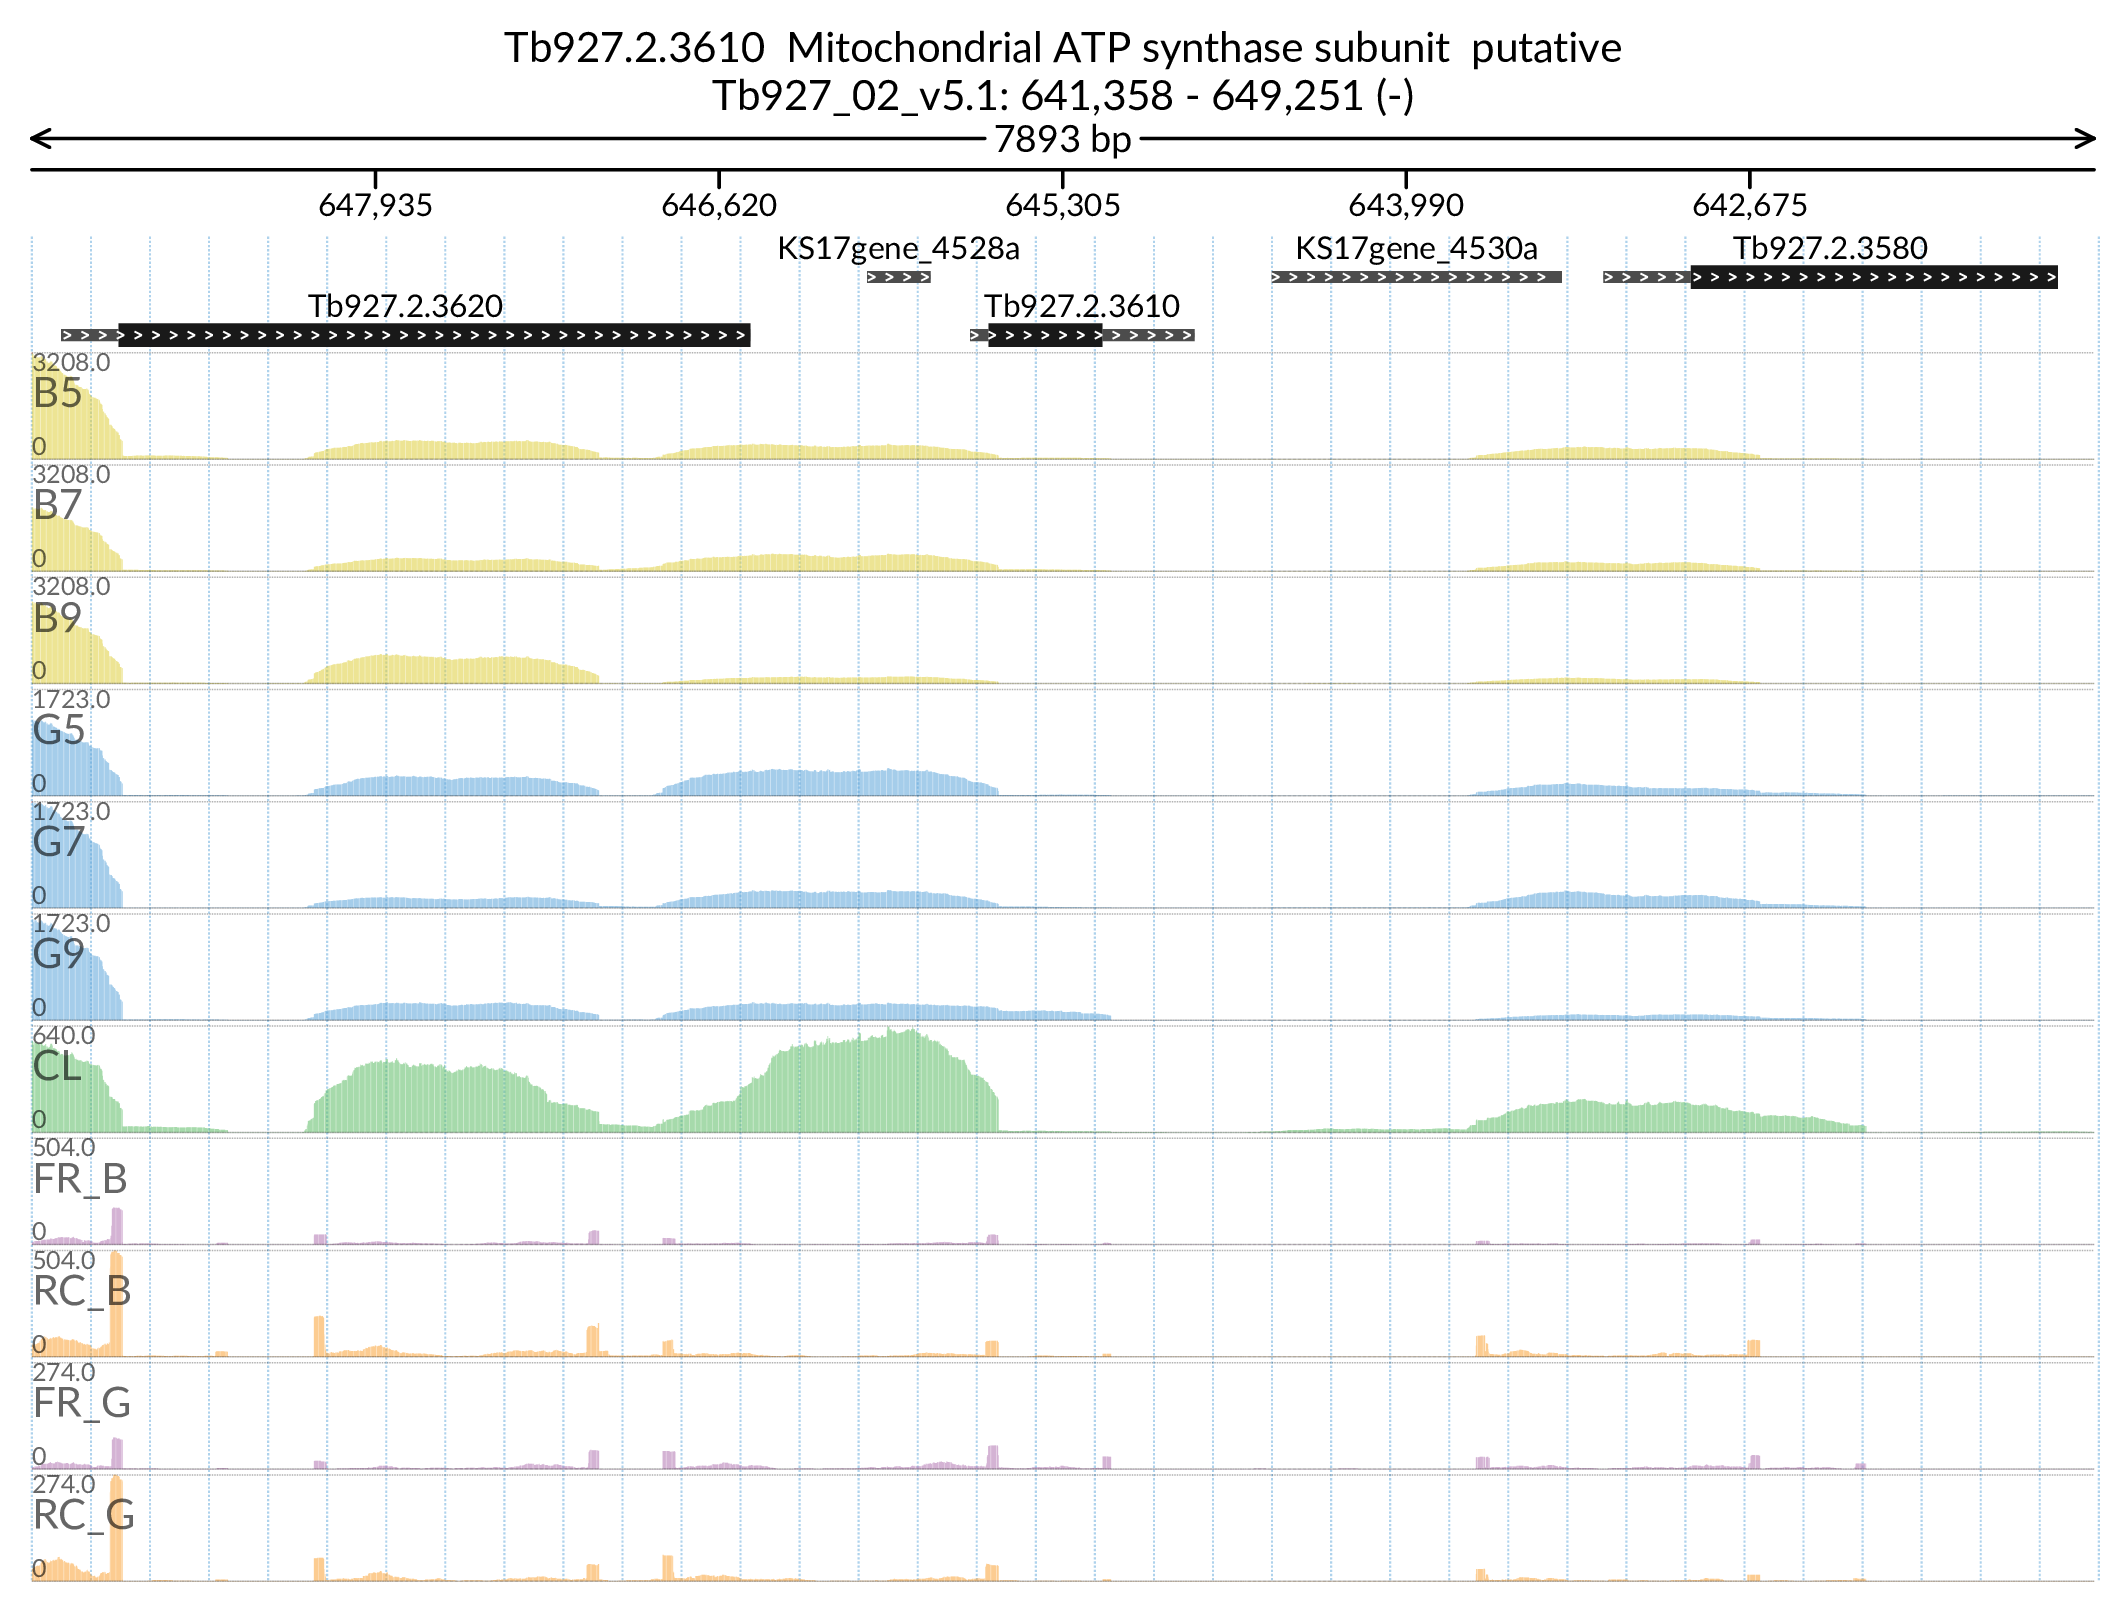 Tb927.2.3610  Mitochondrial ATP synthase subunit  putative
Tb927_02_v5.1: 641,358 - 649,251 (-)
7893 bp
647,935 646,620 645,305 643,990 642,675
KS17gene_4528a KS17gene_4530a Tb927.2.3580
Tb927.2.3620 Tb927.2.3610
3208.0
B5
0
3208.0
B7
0
3208.0
B9
0
1723.0
G5
0
1723.0
G7
0
1723.0
G9
0
640.0
CL
0
504.0
FR_B
0
504.0
RC_B
0
274.0
FR_G
0
274.0
RC_G
0